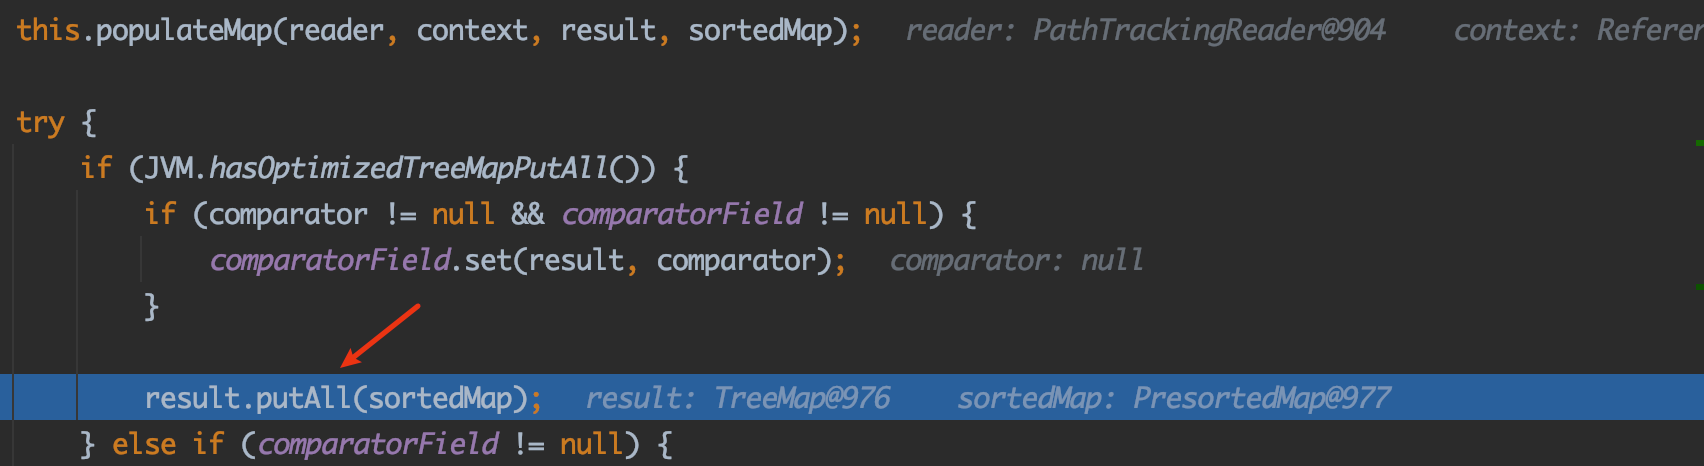 this.populateMap(reader, context, result, sortedMap);   reader: PathTrackingReader@904   context: Referen
try {
    if (JVM.hasOptimizedTreeMapPutAll()) {
        if (comparator != null && comparatorField != null) {
            comparatorField.set(result, comparator);   comparator: null
        }
        result.putAll(sortedMap);   result: TreeMap@976   sortedMap: PresortedMap@977
    } else if (comparatorField != null) {